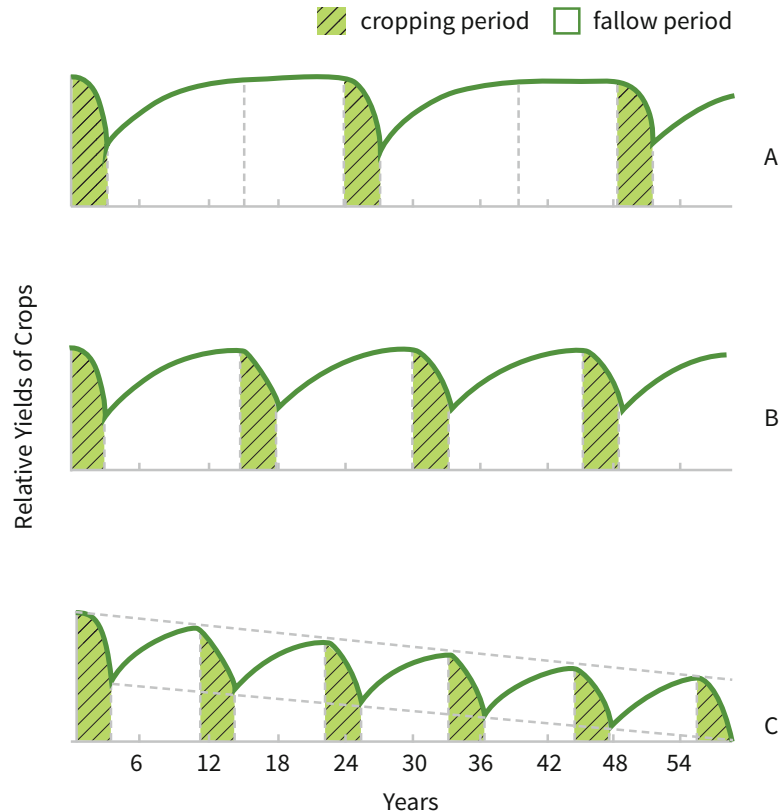 cropping period fallow period
A
Relative Yields of Crops
B
C
6 12 18 24 30 36 42 48 54
Years